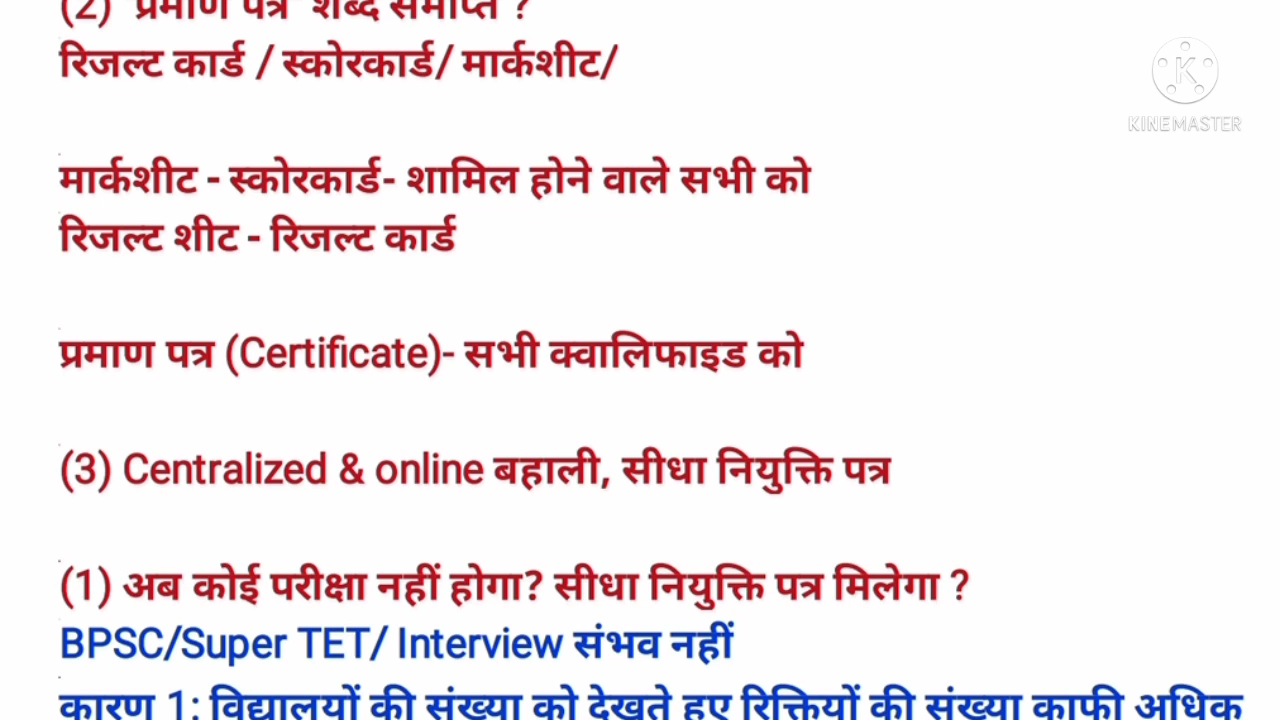 (2) "प्रमाण पत्र" शब्द समाप्त ?
रिजल्ट कार्ड / स्कोरकार्ड/ मार्कशीट/
KINEMASTER
मार्कशीट - स्कोरकार्ड- शामिल होने वाले सभी को
रिजल्ट शीट - रिजल्ट कार्ड
प्रमाण पत्र (Certificate)- सभी क्वालिफाइड को
(3) Centralized & online बहाली, सीधा नियुक्ति पत्र
(1) अब कोई परीक्षा नहीं होगा? सीधा नियुक्ति पत्र मिलेगा ?
BPSC/Super TET/ Interview संभव नहीं
कारण 1: विद्यालयों की संख्या को देखते हुए रिक्तियों की संख्या काफी अधिक